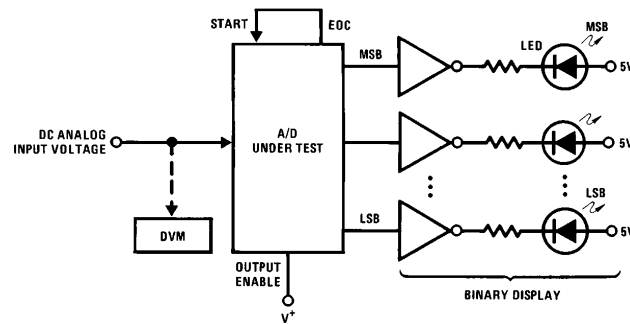 START
EOC
MSB
LED
MSB
5V
DC ANALOG
INPUT VOLTAGE
A/D
UNDER TEST
5V
DVM
LSB
LSB
5V
OUTPUT
ENABLE
V+
BINARY DISPLAY